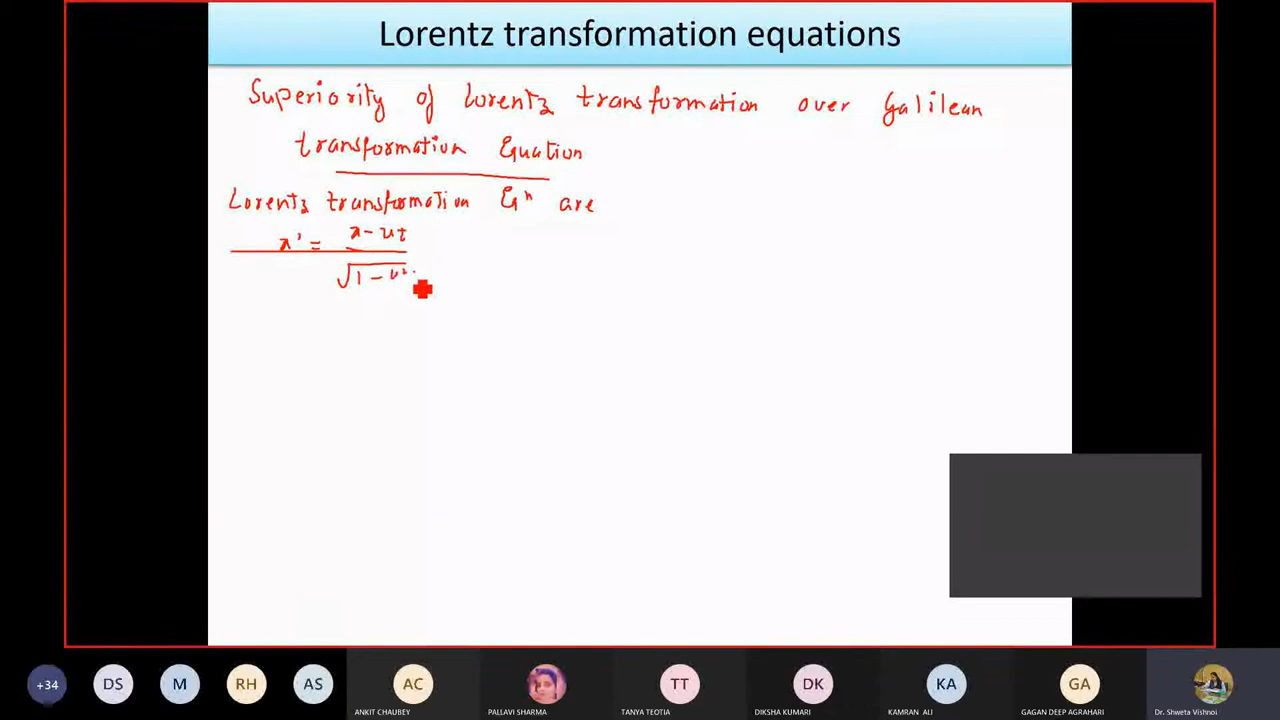 Lorentz transformation equations
Superiority of Lorentz transformation over Galilean
transformation Equation
Lorentz transformation Eqⁿ are
x' = x - vt
√1 - v²
+34
DS
M
RH
AS
AC
TT
DK
KA
GA
ANKIT CHAUBEY
PALLAVI SHARMA
TANYA TEOTIA
DIKSHA KUMARI
KAMRAN ALI
GAGAN DEEP AGRAHARI
Dr. Shweta Vishnoi